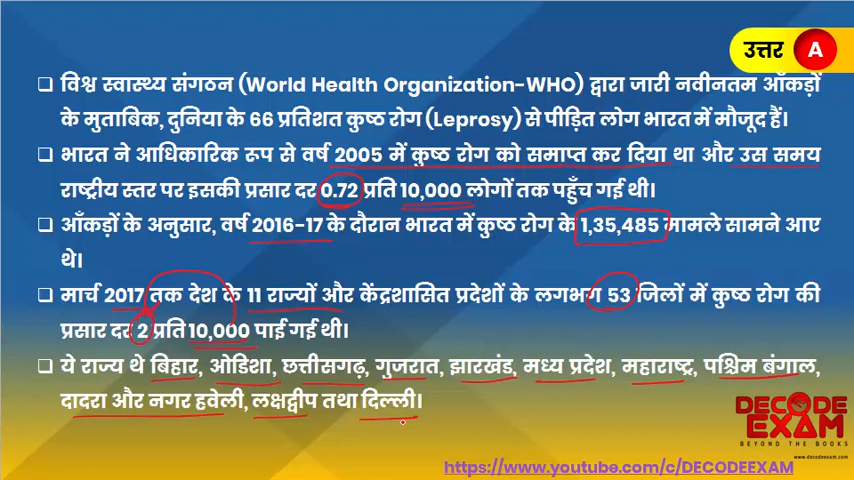 उत्तर A
❑ विश्व स्वास्थ्य संगठन (World Health Organization-WHO) द्वारा जारी नवीनतम आँकड़ों
के मुताबिक, दुनिया के 66 प्रतिशत कुष्ठ रोग (Leprosy) से पीड़ित लोग भारत में मौजूद हैं।
❑ भारत ने आधिकारिक रूप से वर्ष 2005 में कुष्ठ रोग को समाप्त कर दिया था और उस समय
राष्ट्रीय स्तर पर इसकी प्रसार दर 0.72 प्रति 10,000 लोगों तक पहुँच गई थी।
❑ आँकड़ों के अनुसार, वर्ष 2016-17 के दौरान भारत में कुष्ठ रोग के 1,35,485 मामले सामने आए
थे।
❑ मार्च 2017 तक देश के 11 राज्यों और केंद्रशासित प्रदेशों के लगभग 53 जिलों में कुष्ठ रोग की
प्रसार दर 2 प्रति 10,000 पाई गई थी।
❑ ये राज्य थे बिहार, ओडिशा, छत्तीसगढ़, गुजरात, झारखंड, मध्य प्रदेश, महाराष्ट्र, पश्चिम बंगाल,
दादरा और नगर हवेली, लक्षद्वीप तथा दिल्ली।
DECODE
EXAM
BEYOND THE BOOKS
www.decodeexam.com
https://www.youtube.com/c/DECODEEXAM